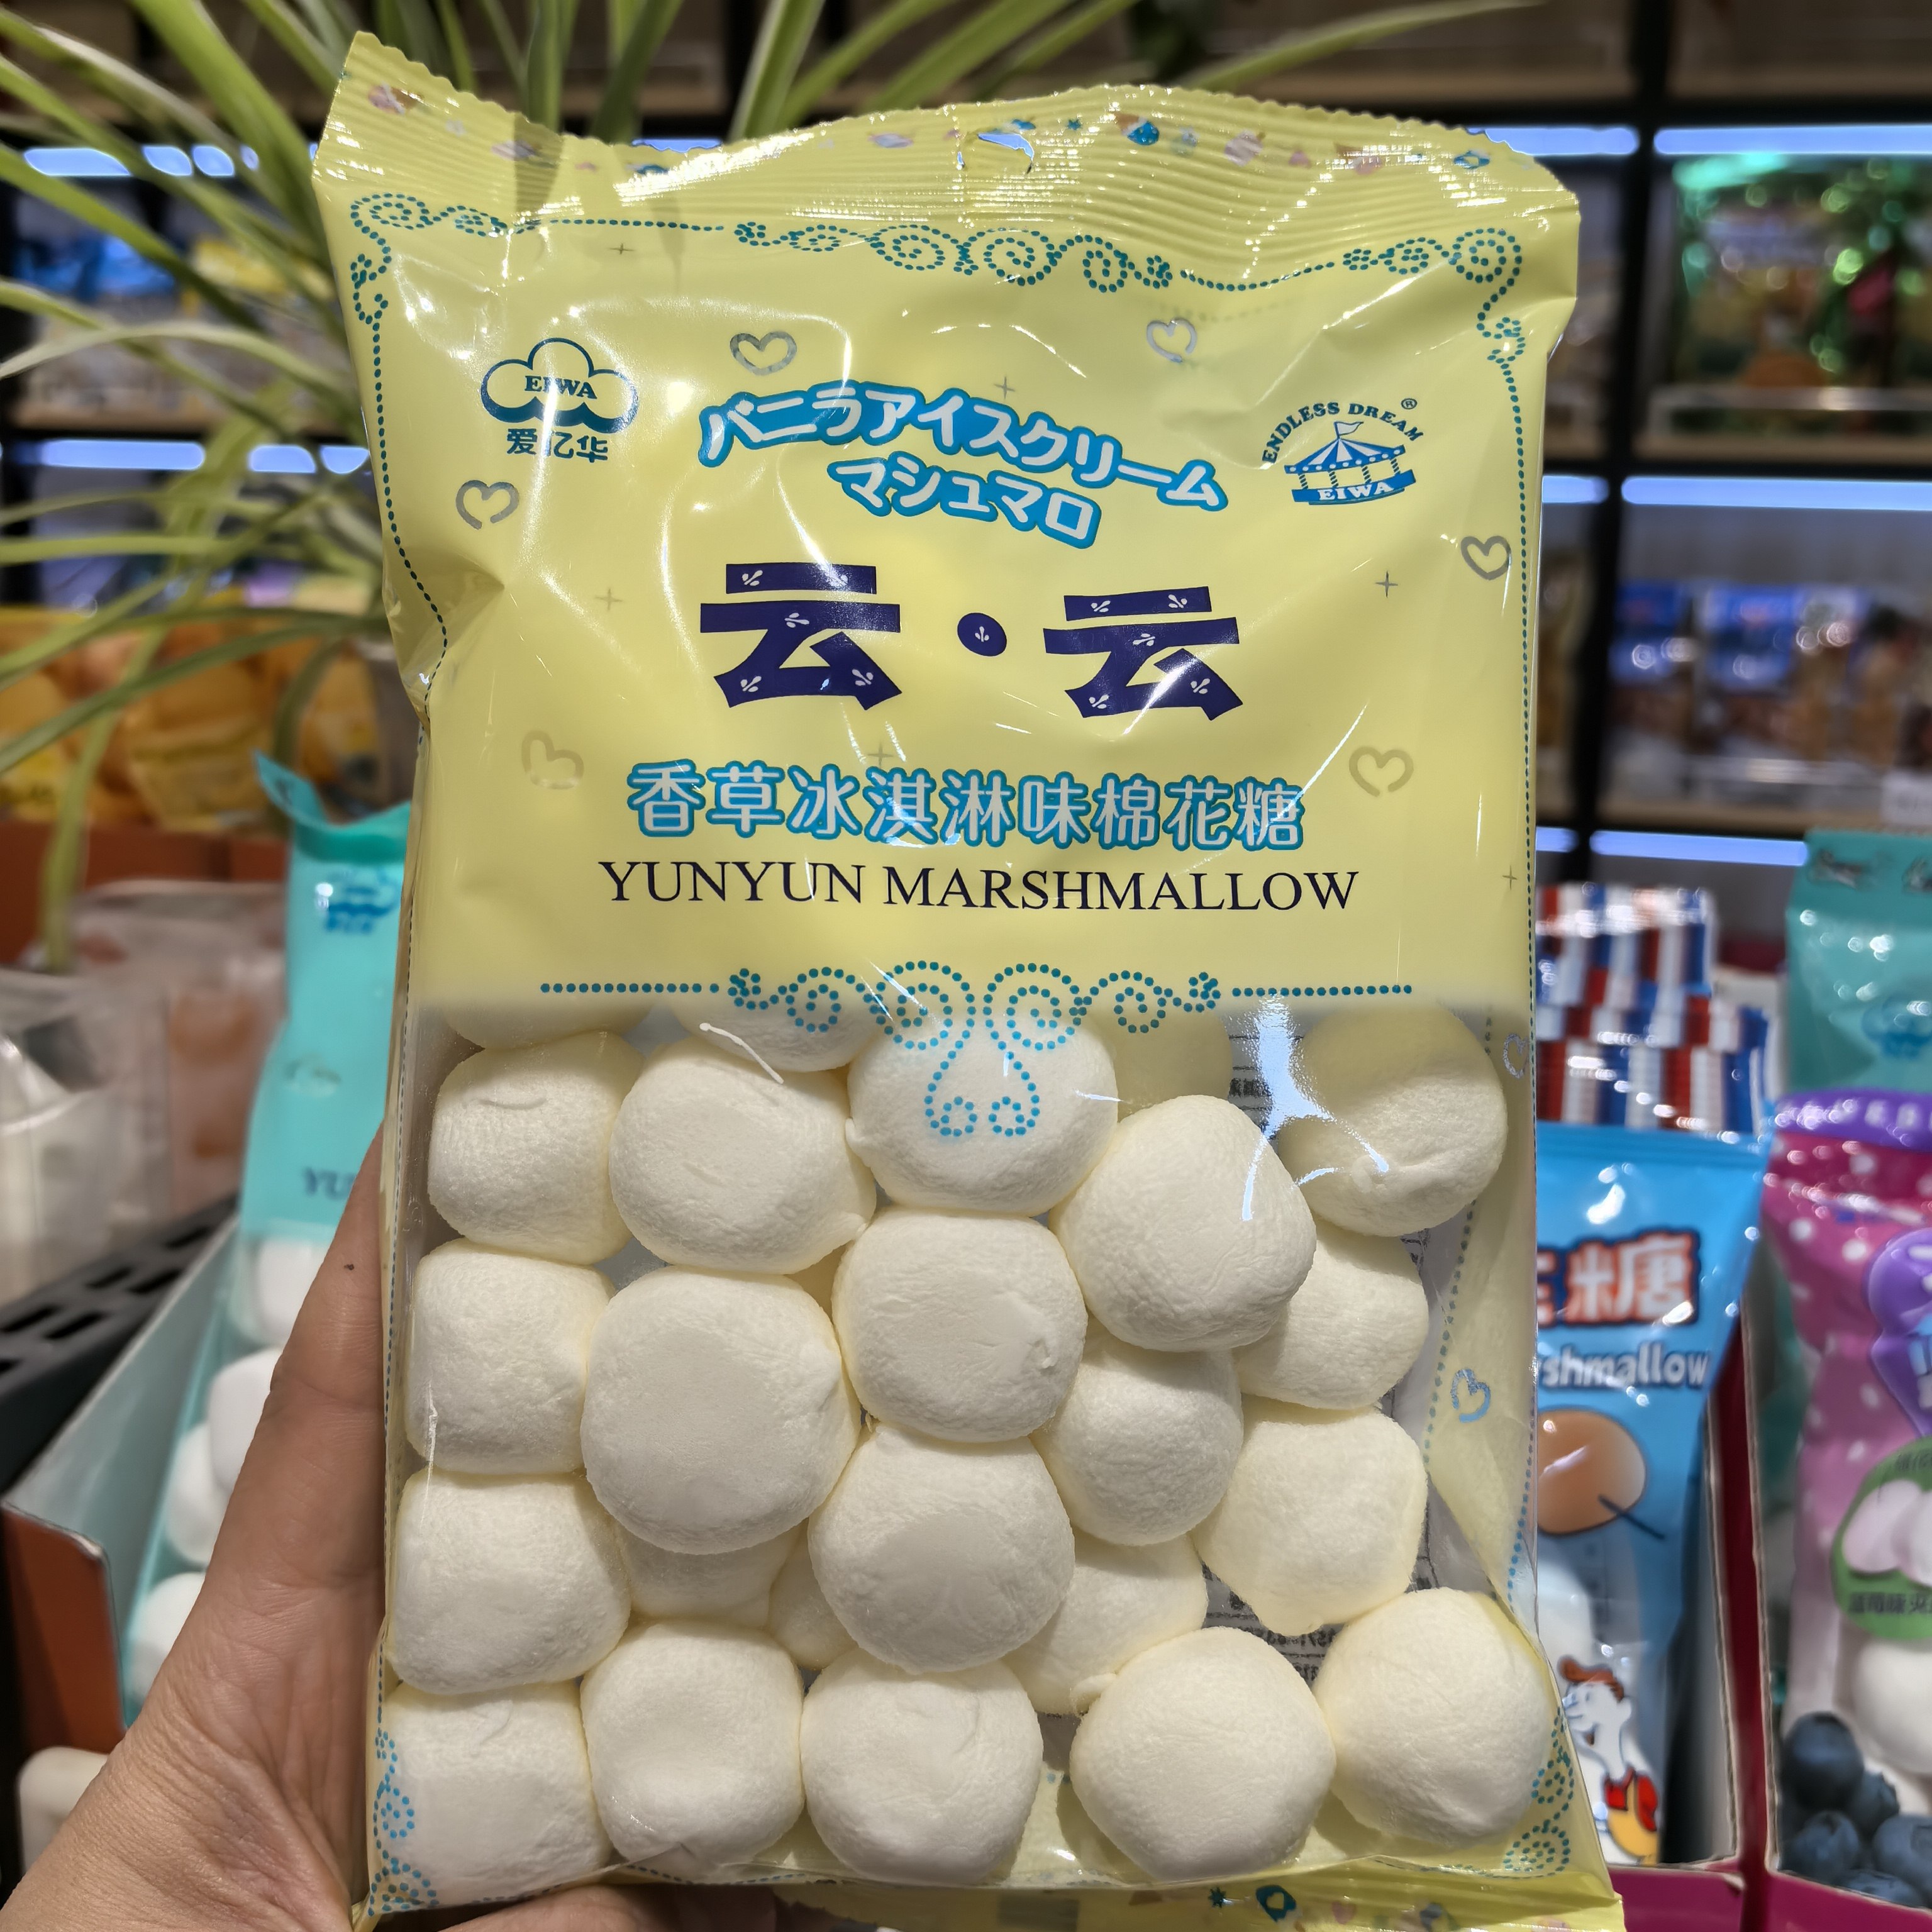 EIWA
爱亿华
バニラアイスクリーム
マシュマロ
ENDLESS DREAM®
EIWA
云·云
香草冰淇淋味棉花糖
YUNYUN MARSHMALLOW
YU
糖
shmallow